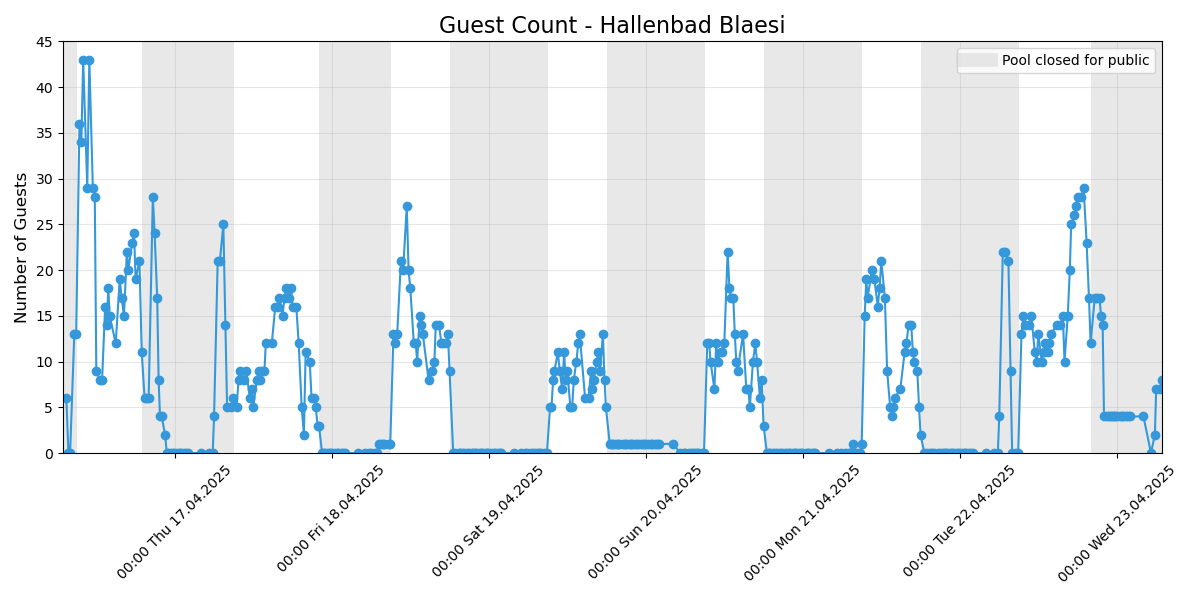 Guest Count - Hallenbad Blaesi
Pool closed for public
Number of Guests
45
40
35
30
25
20
15
10
5
0
00:00 Thu 17.04.2025
00:00 Fri 18.04.2025
00:00 Sat 19.04.2025
00:00 Sun 20.04.2025
00:00 Mon 21.04.2025
00:00 Tue 22.04.2025
00:00 Wed 23.04.2025